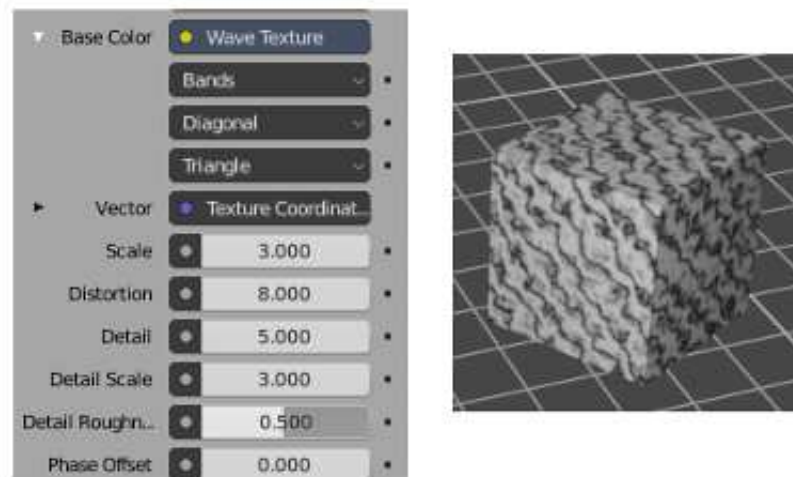 Base Color Wave Texture
Bands
Diagonal
Triangle
Vector Texture Coordinat...
Scale 3.000
Distortion 8.000
Detail 5.000
Detail Scale 3.000
Detail Roughn... 0.500
Phase Offset 0.000